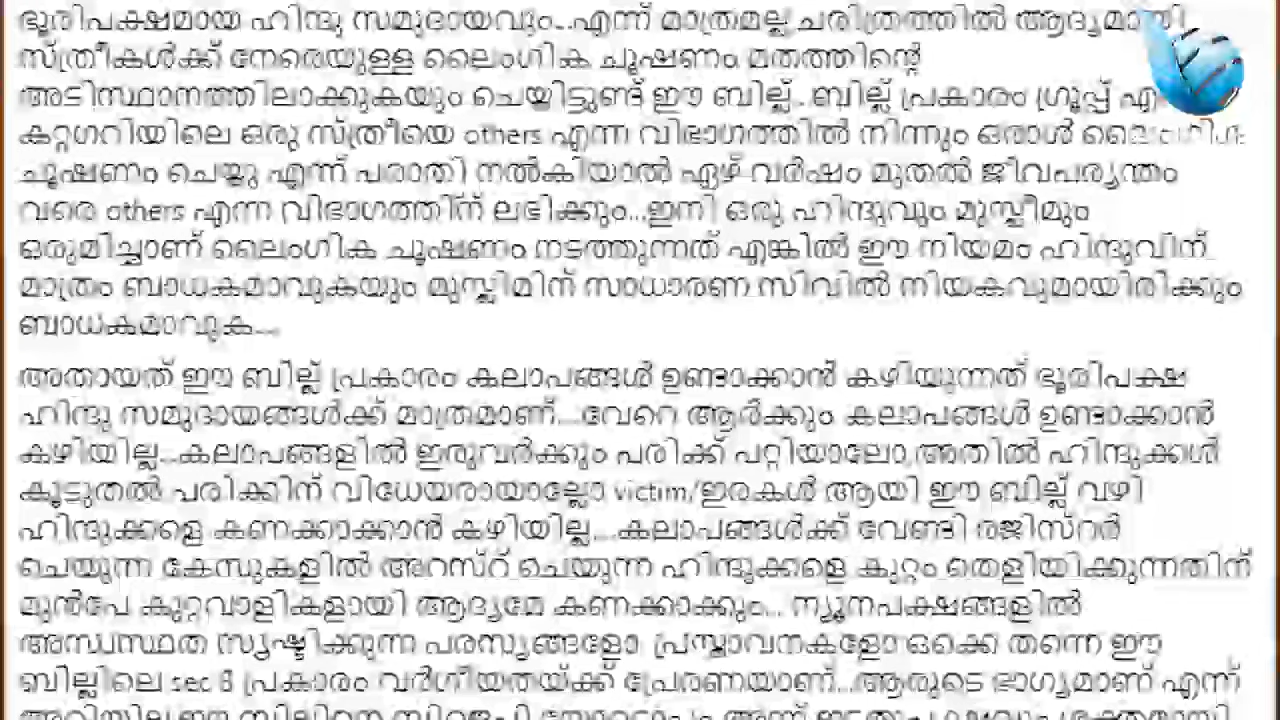 ഭൂരിപക്ഷമായ ഹിന്ദു സമുദായവും...എന്ന് മാത്രമല്ല ചരിത്രത്തിൽ ആദ്യമായി
സ്ത്രീകൾക്ക് നേരെയുള്ള ലൈംഗിക ചൂഷണം മതത്തിന്റെ
അടിസ്ഥാനത്തിലാക്കുകയും ചെയ്യിട്ടുണ്ട് ഈ ബില്ല്...ബില്ല് പ്രകാരം ഗ്രൂപ്പ്
കറ്റഗറിയിലെ ഒരു സ്ത്രീയെ others എന്ന വിഭാഗത്തിൽ നിന്നും ഒരാൾ ലൈംഗിക
ചൂഷണം ചെയ്തു എന്ന് പരാതി നൽകിയാൽ ഏഴ് വർഷം മുതൽ ജീവപര്യന്തം
വരെ others എന്ന വിഭാഗത്തിന് ലഭിക്കും...ഇനി ഒരു ഹിന്ദുവും മുസ്ലീമും
ഒരുമിച്ചാണ് ലൈംഗിക ചൂഷണം നടത്തുന്നത് എങ്കിൽ ഈ നിയമം ഹിന്ദുവിന്
മാത്രം ബാധകമാവുകയും മുസ്ലിമിന് സാധാരണ സിവിൽ നിയകവുമായിരിക്കും
ബാധകമാവുക...
അതായത് ഈ ബില്ല് പ്രകാരം കലാപങ്ങൾ ഉണ്ടാക്കാൻ കഴിയുന്നത് ഭൂരിപക്ഷ
ഹിന്ദു സമുദായങ്ങൾക്ക് മാത്രമാണ്...വേറെ ആർക്കും കലാപങ്ങൾ ഉണ്ടാക്കാൻ
കഴിയില്ല...കലാപങ്ങളിൽ ഇരുവർക്കും പരിക്ക് പറ്റിയാലോ,അതിൽ ഹിന്ദുക്കൾ
കൂടുതൽ പരിക്കിന് വിധേയരായാല്ലോ victim/ഇരകൾ ആയി ഈ ബില്ല് വഴി
ഹിന്ദുക്കളെ കണക്കാക്കാൻ കഴിയില്ല...കലാപങ്ങൾക്ക് വേണ്ടി രജിസ്റർ
ചെയുന്ന കേസുകളിൽ അറസ്റ് ചെയുന്ന ഹിന്ദുക്കളെ കുറ്റം തെളിയിക്കുന്നതിന്
മുൻപേ കുറ്റവാളികളായി ആദ്യമേ കണക്കാക്കും... ന്യൂനപക്ഷങ്ങളിൽ
അസ്വസ്ഥത സൃഷ്ടിക്കുന്ന പരസ്യങ്ങളോ പ്രസ്താവനകളോ ഒക്കെ തന്നെ ഈ
ബില്ലിലെ sec 8 പ്രകാരം വർഗീയതയ്ക്ക് പ്രേരണയാണ്...ആരുടെ ഭാഗ്യമാണ് എന്ന്